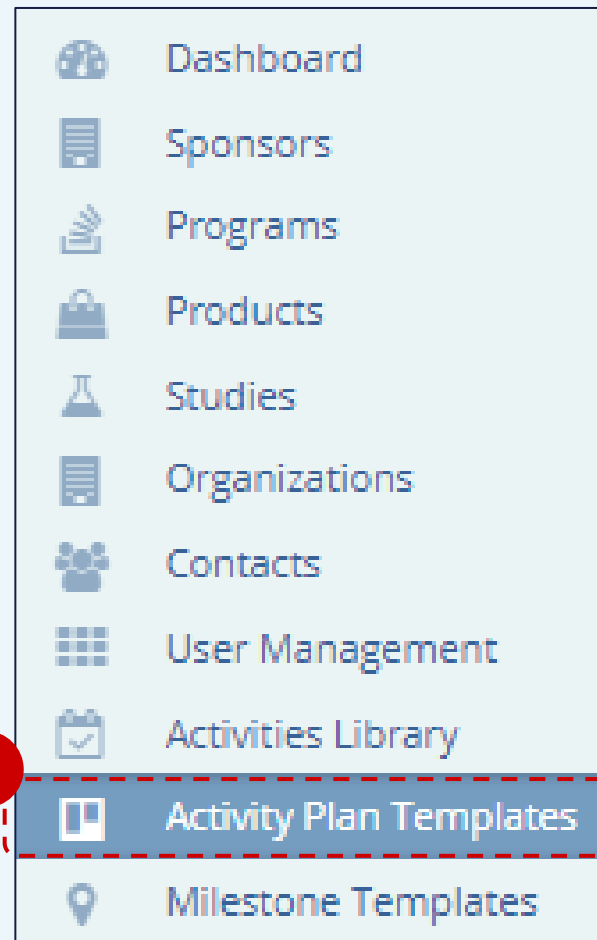 Dashboard
Sponsors
Programs
Products
Studies
Organizations
Contacts
User Management
Activities Library
Activity Plan Templates
Milestone Templates